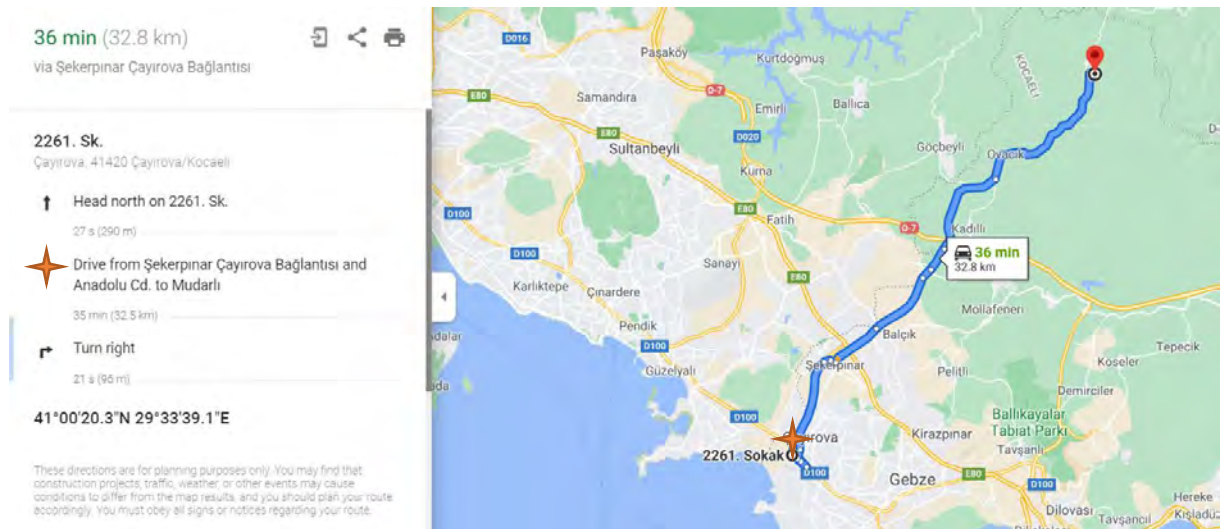 36 min (32.8 km)
via Şekerpınar Çayırova Bağlantısı
2261. Sk.
Çayırova, 41420 Çayırova/Kocaeli
Head north on 2261. Sk.
27 s (290 m)
Drive from Şekerpınar Çayırova Bağlantısı and
Anadolu Cd. to Mudarlı
35 min (32.5 km)
Turn right
21 s (96 m)
41°00'20.3"N 29°33'39.1"E
These directions are for planning purposes only. You may find that
construction projects, traffic, weather, or other events may cause
conditions to differ from the map results, and you should plan your route
accordingly. You must obey all signs or notices regarding your route.
D016
Paşaköy
Kurtdoğmuş
KOCAELİ
E80
Samandıra
O-7
Emirli
Ballıca
E80
D020
Sultanbeyli
Göçbeyli
Ovacık
Kurna
D100
E80
Fatih
O-7
Kadıllı
D100
Sanayi
E80
36 min
32.8 km
Karlıktepe
Çınardere
Mollafeneri
Pendik
Balçık
Tepecik
D100
Köseler
Güzelyalı
Şekerpınar
Pelitli
Demirciler
D100
Ballıkayalar
Tabiat Parkı
Kirazpınar
Tavşanlı
2261. Sokak
D100
Gebze
E80
Hereke
Dilovası
Kışladüz
Tavşancıl